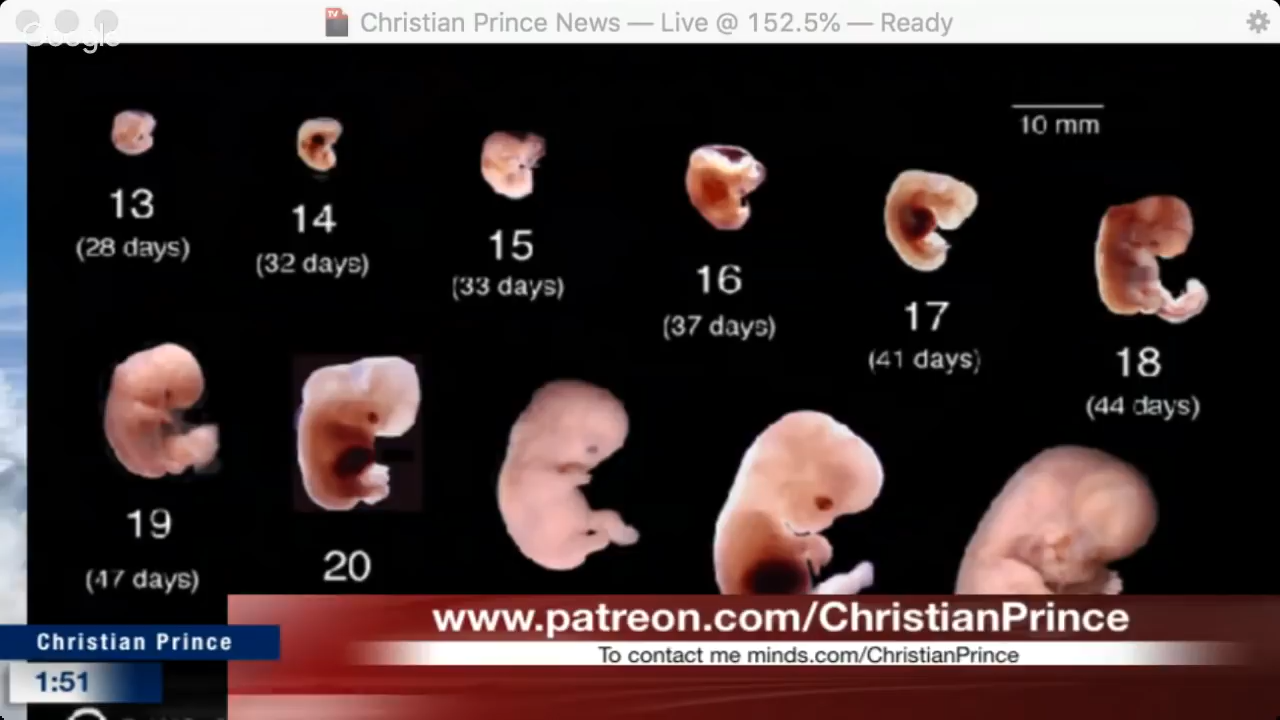 Christian Prince News — Live @ 152.5% — Ready
Google
10 mm
13
(28 days)
14
(32 days)
15
(33 days)
16
(37 days)
17
(41 days)
18
(44 days)
19
(47 days)
20
www.patreon.com/ChristianPrince
To contact me minds.com/ChristianPrince
Christian Prince
1:51